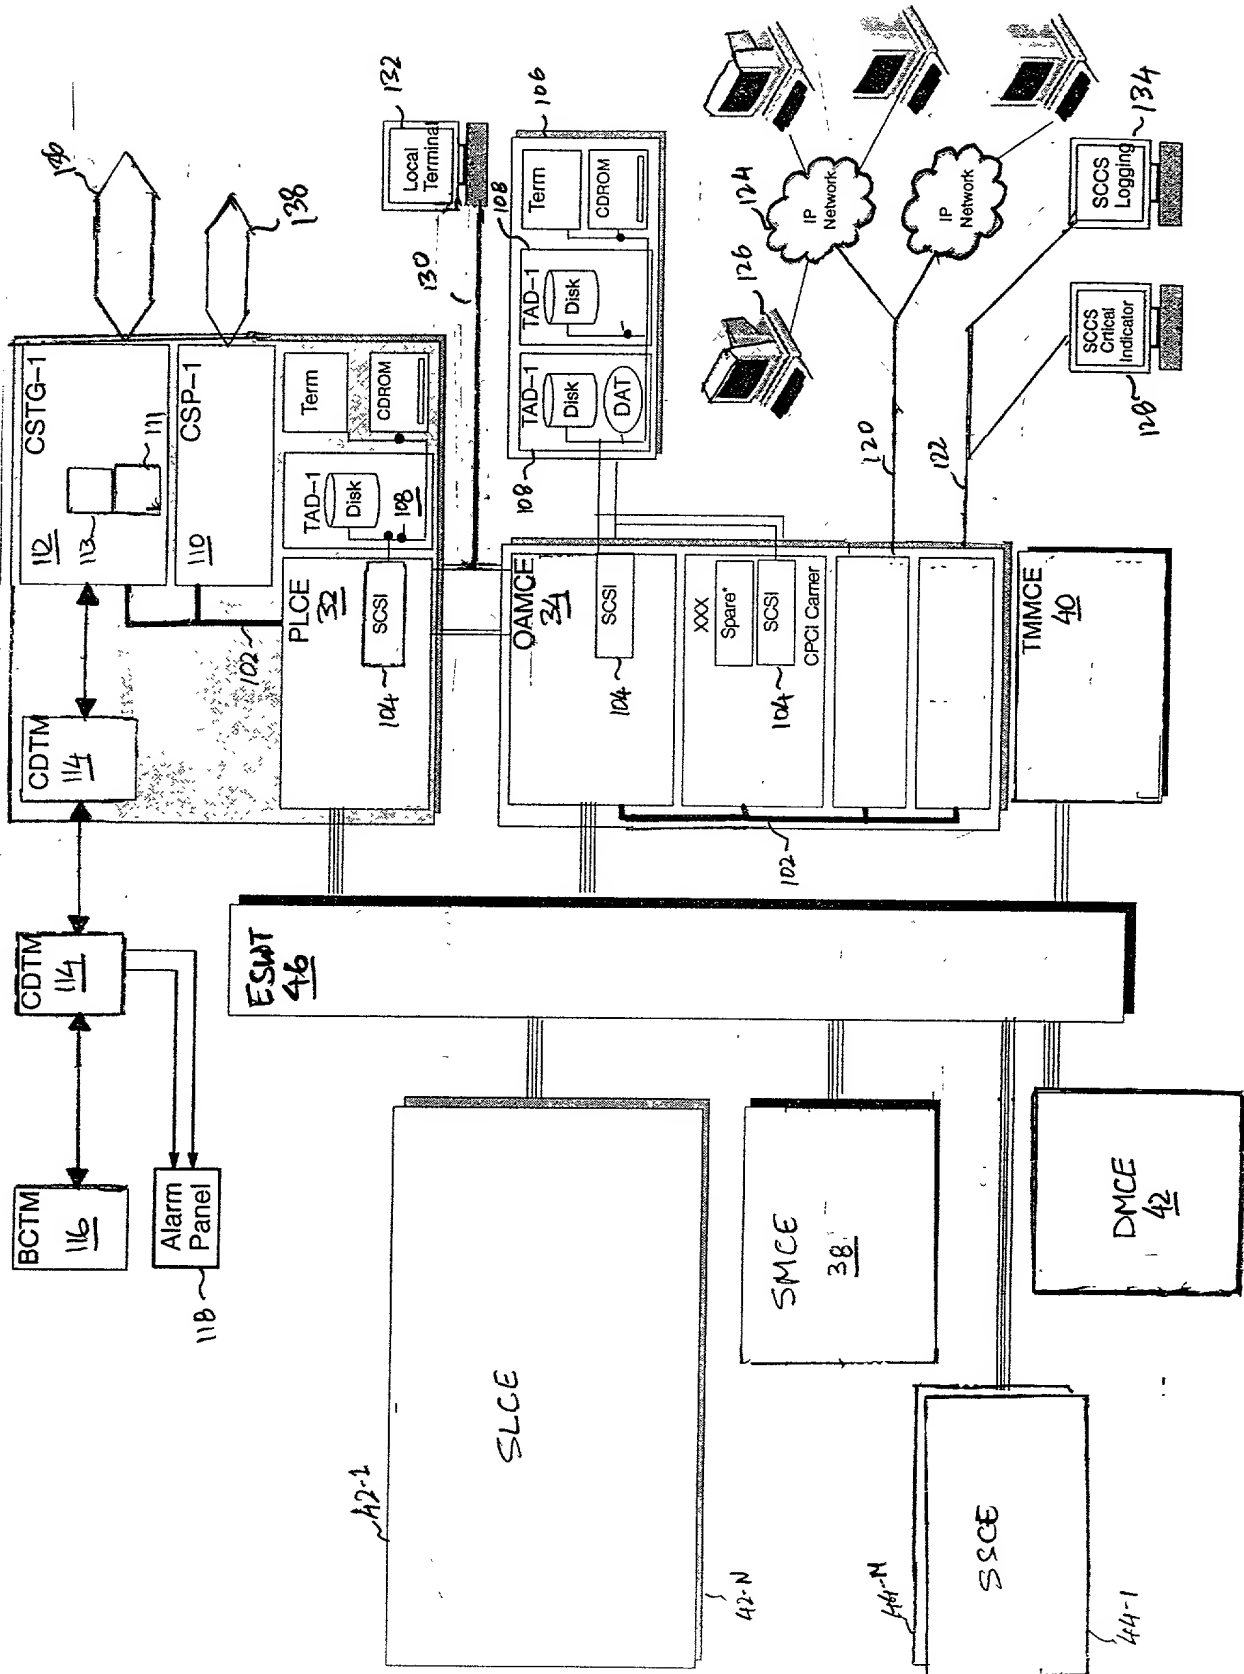 BCTM
116
CDTM
114
CDTM
114
CSTG-1
112
113
111
136
Alarm
Panel
118
CSP-1
110
138
102
PLCE
32
SCSI
104
TAD-1
Disk
108
Term
CDROM
Local
Terminal
132
130
ESWT
46
OAMCE
34
SCSI
104
XXX
Spare*
SCSI
104
CPCI Carrier
102
TAD-1
Disk
DAT
108
TAD-1
Disk
108
Term
CDROM
106
120
122
IP
Network
124
126
IP
Network
SCCS
Critical
Indicator
128
SCCS
Logging
134
TMMCE
40
42-1
SLCE
42-N
SMCE
38
44-N
SSCE
44-1
DMCE
42